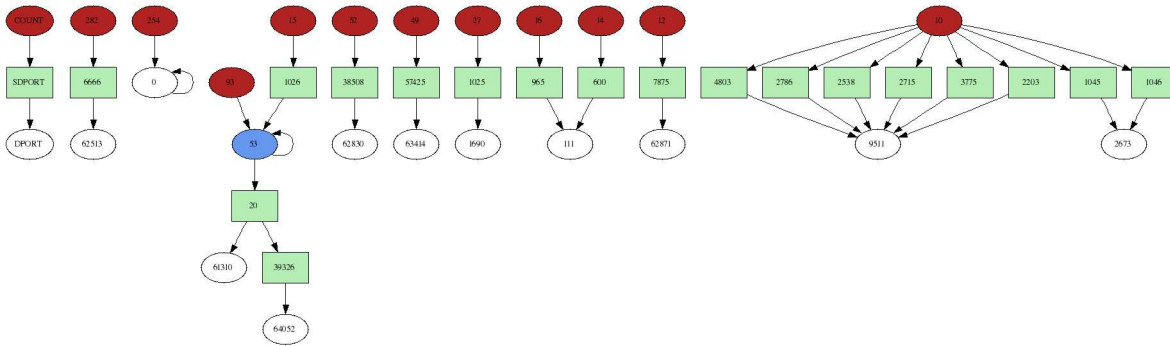 COUNT 282 254 15 52 49 27 16 14 12 10
SDPORT 6666 0 93 1026 38508 57425 1025 965 600 7875 4803 2786 2538 2715 3775 2203 1045 1046
DPORT 62513 53 62830 63414 1690 111 62871 9511 2673
20
61310 39326
64052